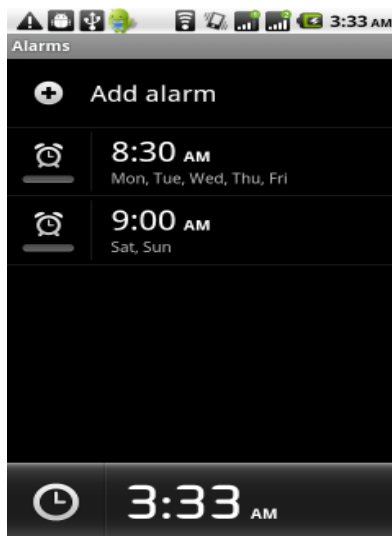 3:33 AM
Alarms
Add alarm
8:30 AM
Mon, Tue, Wed, Thu, Fri
9:00 AM
Sat, Sun
3:33 AM